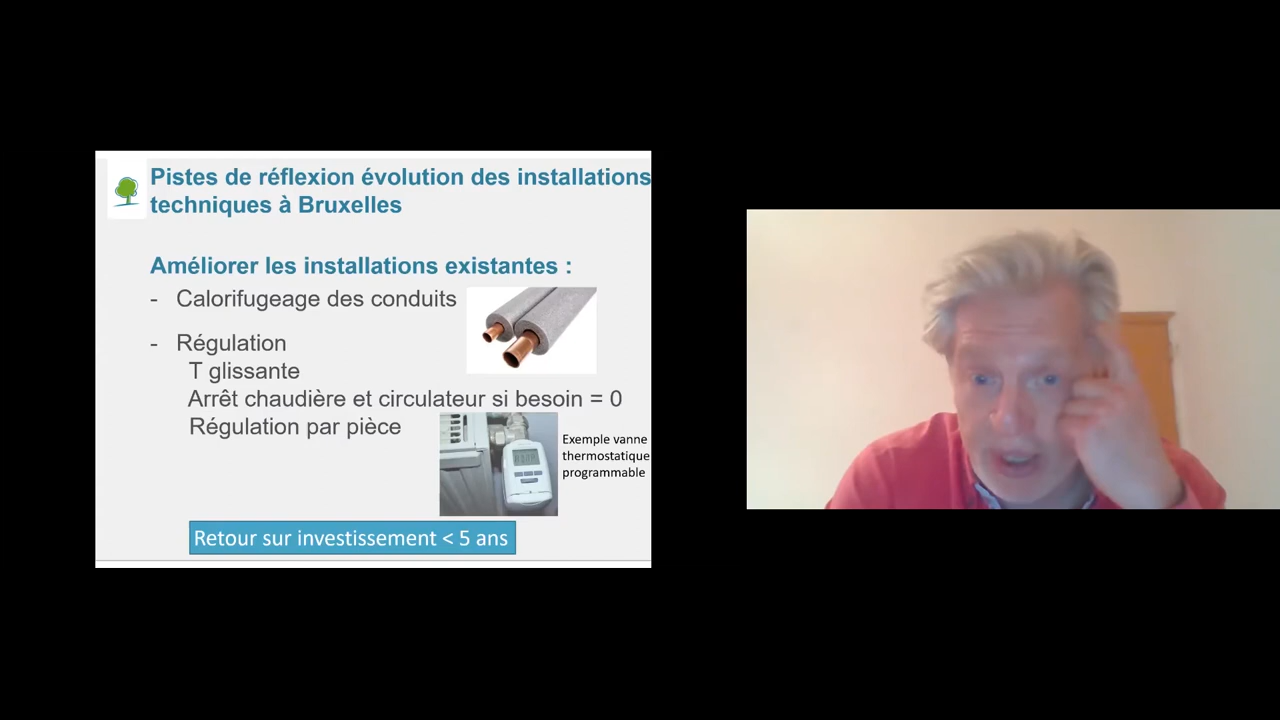 Pistes de réflexion évolution des installations
techniques à Bruxelles
Améliorer les installations existantes :
- Calorifugeage des conduits
- Régulation
T glissante
Arrêt chaudière et circulateur si besoin = 0
Régulation par pièce
Exemple vanne
thermostatique
programmable
Retour sur investissement < 5 ans